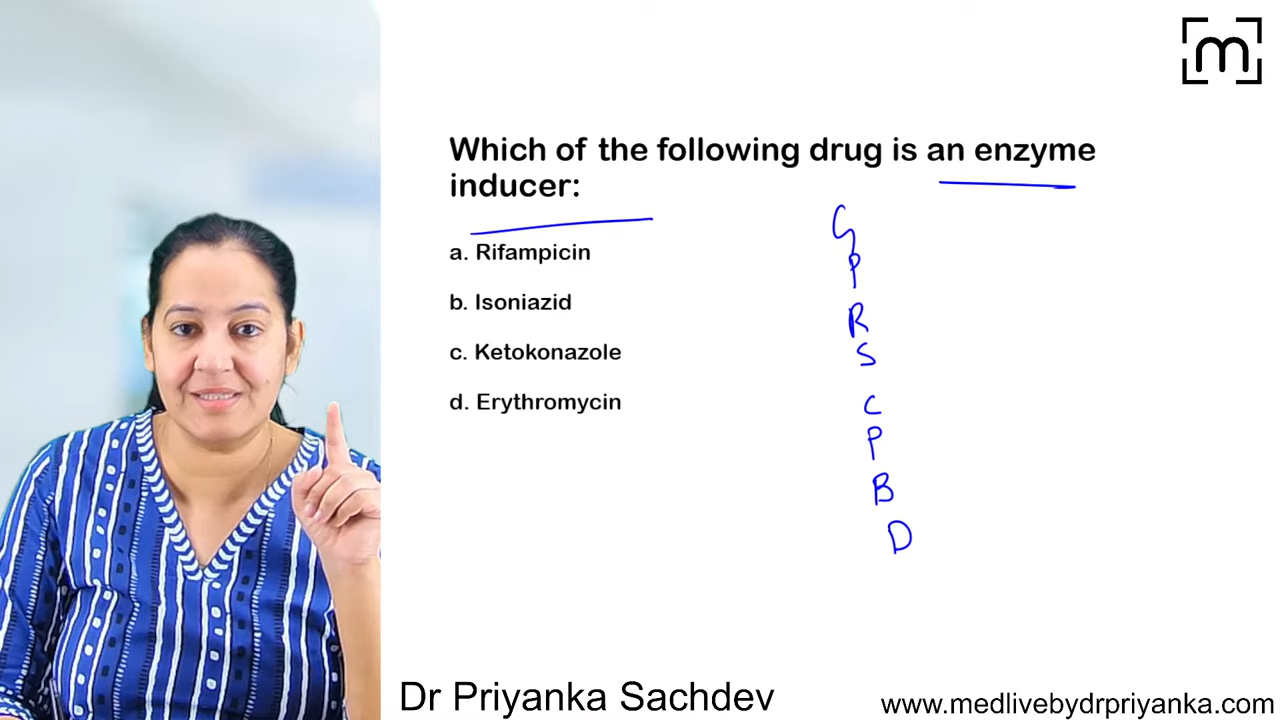 m
Which of the following drug is an enzyme
inducer:
a. Rifampicin
b. Isoniazid
c. Ketokonazole
d. Erythromycin
G
P
R
S
C
P
B
D
Dr Priyanka Sachdev
www.medlivebydrpriyanka.com